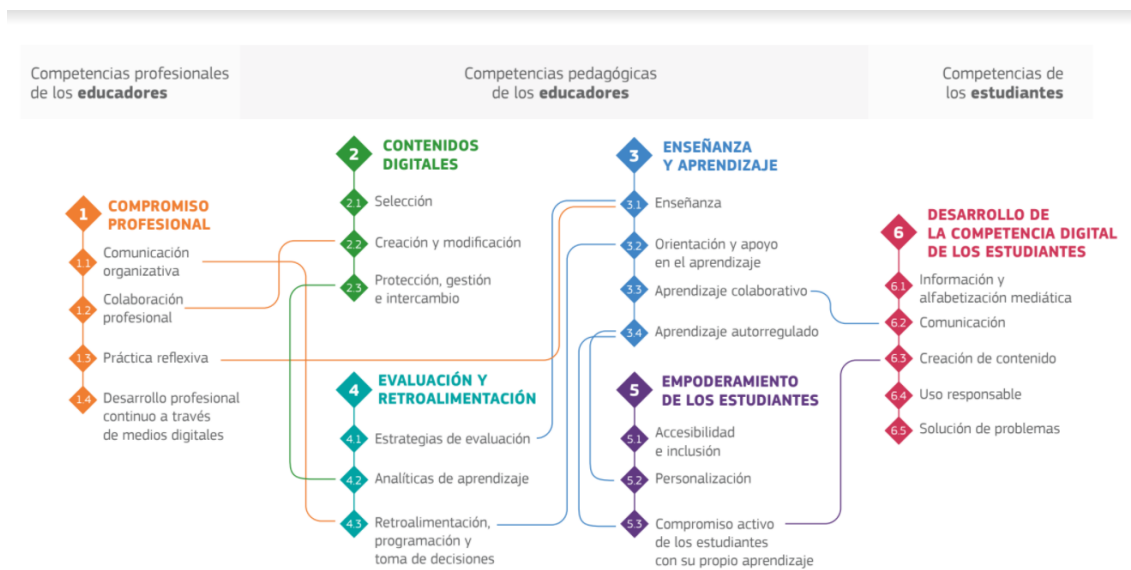 Competencias profesionales
de los educadores
Competencias pedagógicas
de los educadores
Competencias de
los estudiantes
1
COMPROMISO
PROFESIONAL
1.1
Comunicación
organizativa
1.2
Colaboración
profesional
1.3
Práctica reflexiva
1.4
Desarrollo profesional
continuo a través
de medios digitales
2
CONTENIDOS
DIGITALES
2.1
Selección
2.2
Creación y modificación
2.3
Protección, gestión
e intercambio
3
ENSEÑANZA
Y APRENDIZAJE
3.1
Enseñanza
3.2
Orientación y apoyo
en el aprendizaje
3.3
Aprendizaje colaborativo
3.4
Aprendizaje autorregulado
4
EVALUACIÓN Y
RETROALIMENTACIÓN
4.1
Estrategias de evaluación
4.2
Analíticas de aprendizaje
4.3
Retroalimentación,
programación y
toma de decisiones
5
EMPODERAMIENTO
DE LOS ESTUDIANTES
5.1
Accesibilidad
e inclusión
5.2
Personalización
5.3
Compromiso activo
de los estudiantes
con su propio aprendizaje
6
DESARROLLO DE
LA COMPETENCIA DIGITAL
DE LOS ESTUDIANTES
6.1
Información y
alfabetización mediática
6.2
Comunicación
6.3
Creación de contenido
6.4
Uso responsable
6.5
Solución de problemas